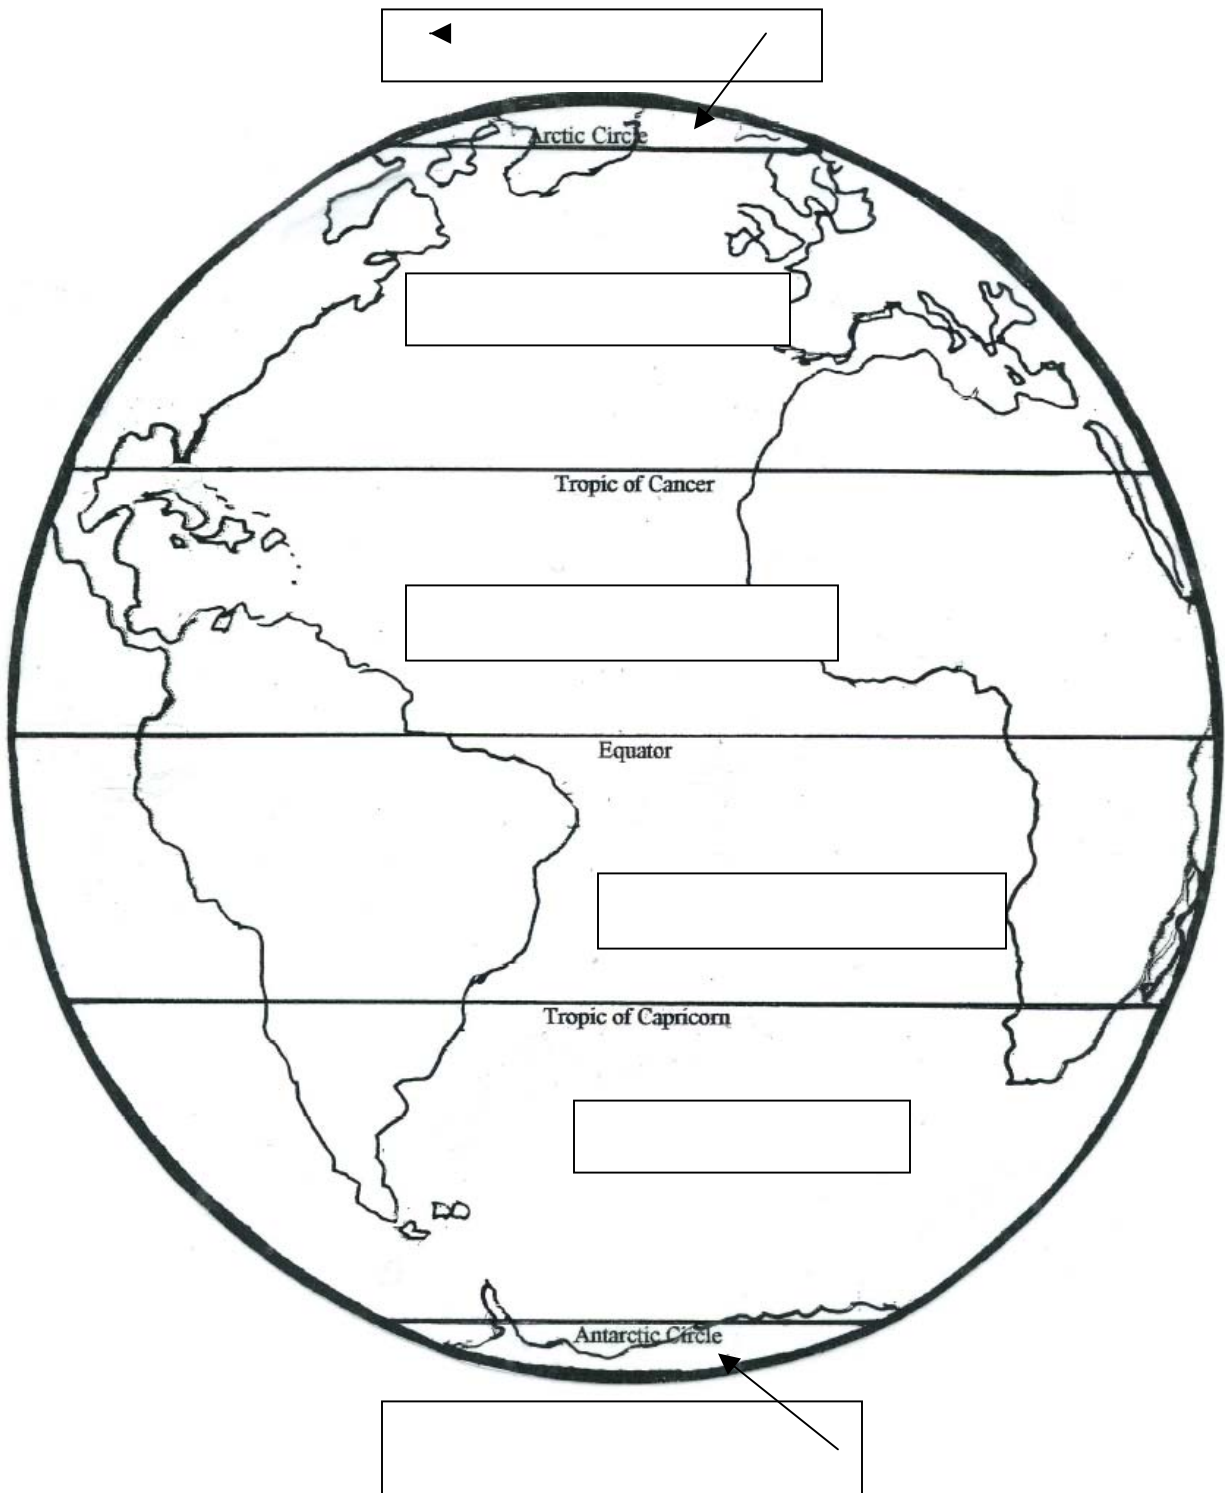 Arctic Circle
Tropic of Cancer
Equator
Tropic of Capricorn
Antarctic Circle